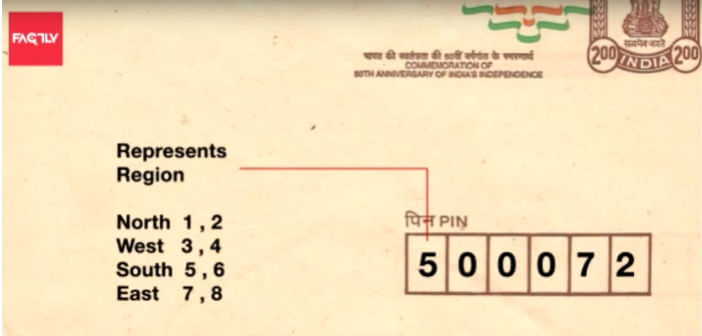 FACTLY
भारत की स्वतंत्रता की 50वीं वर्षगांठ के स्मरणार्थ
COMMEMORATION OF
50TH ANNIVERSARY OF INDIA'S INDEPENDENCE
सत्यमेव जयते
200 INDIA 200
Represents
Region
North 1 , 2
West 3 , 4
South 5 , 6
East 7 , 8
पिन PIN
5 0 0 0 7 2